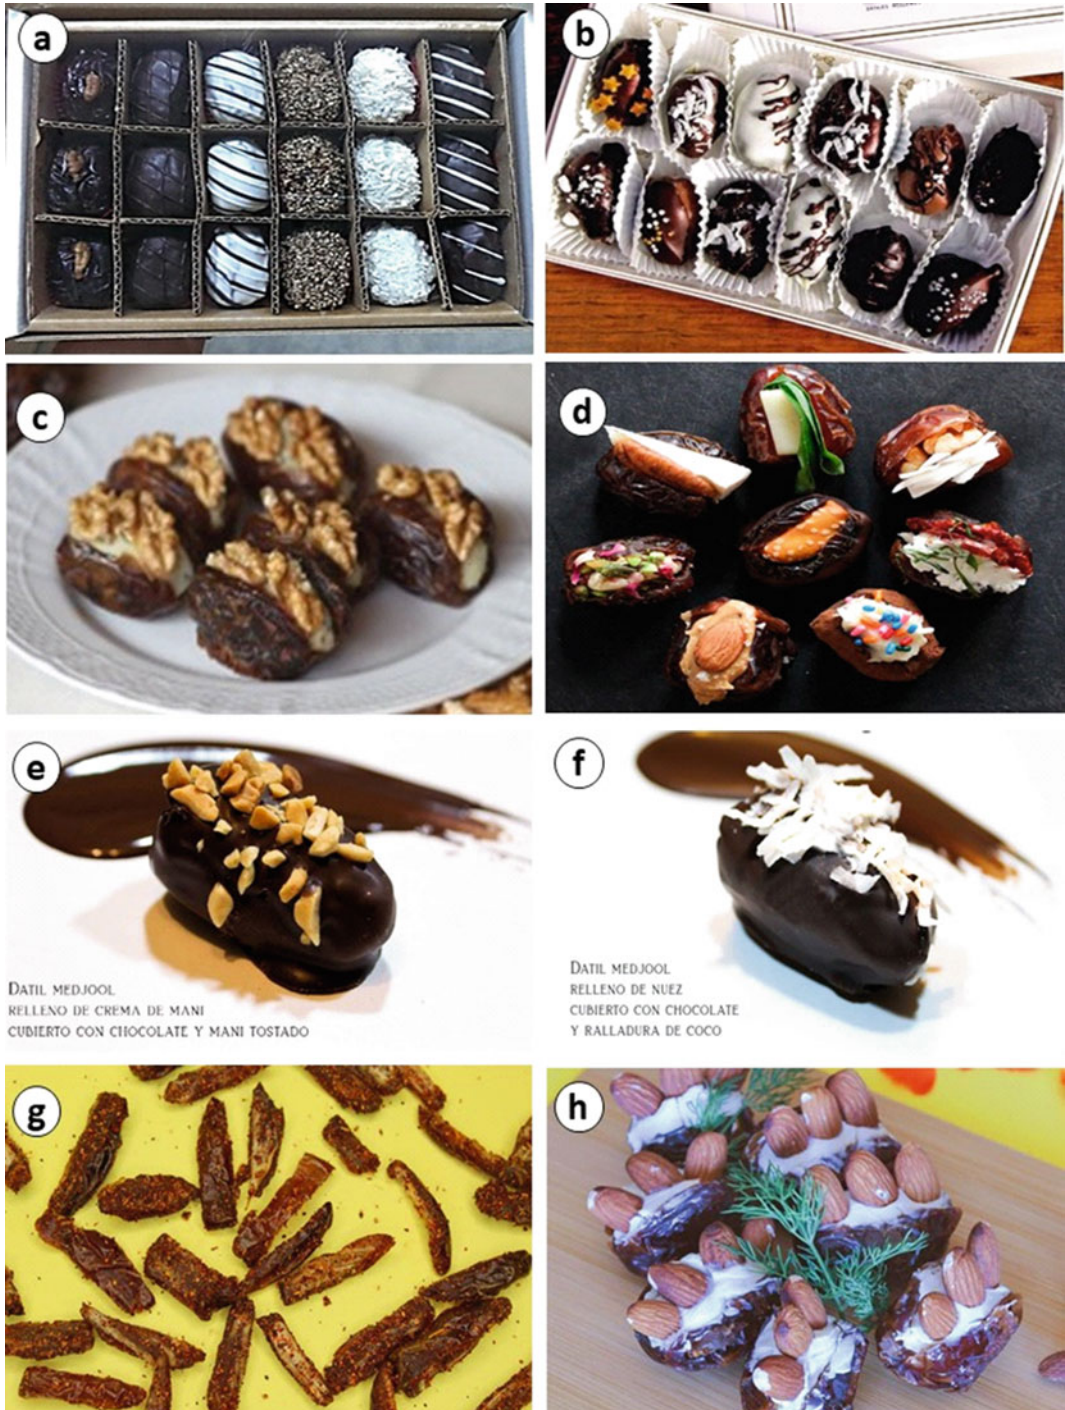 a
b
c
d
e
DATIL MEDJOOL
RELLENO DE CREMA DE MANI
CUBIERTO CON CHOCOLATE Y MANI TOSTADO
f
DATIL MEDJOOL
RELLENO DE NUEZ
CUBIERTO CON CHOCOLATE
Y RALLADURA DE COCO
g
h